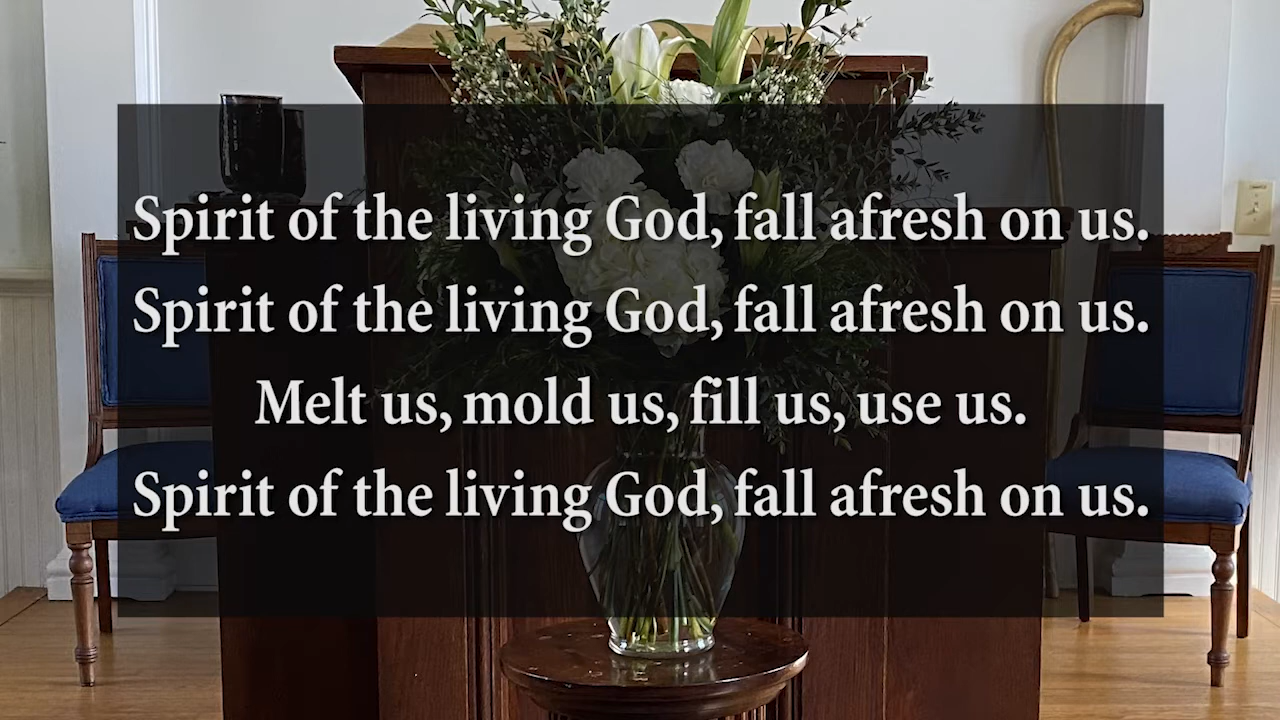 Spirit of the living God, fall afresh on us.
Spirit of the living God, fall afresh on us.
Melt us, mold us, fill us, use us.
Spirit of the living God, fall afresh on us.